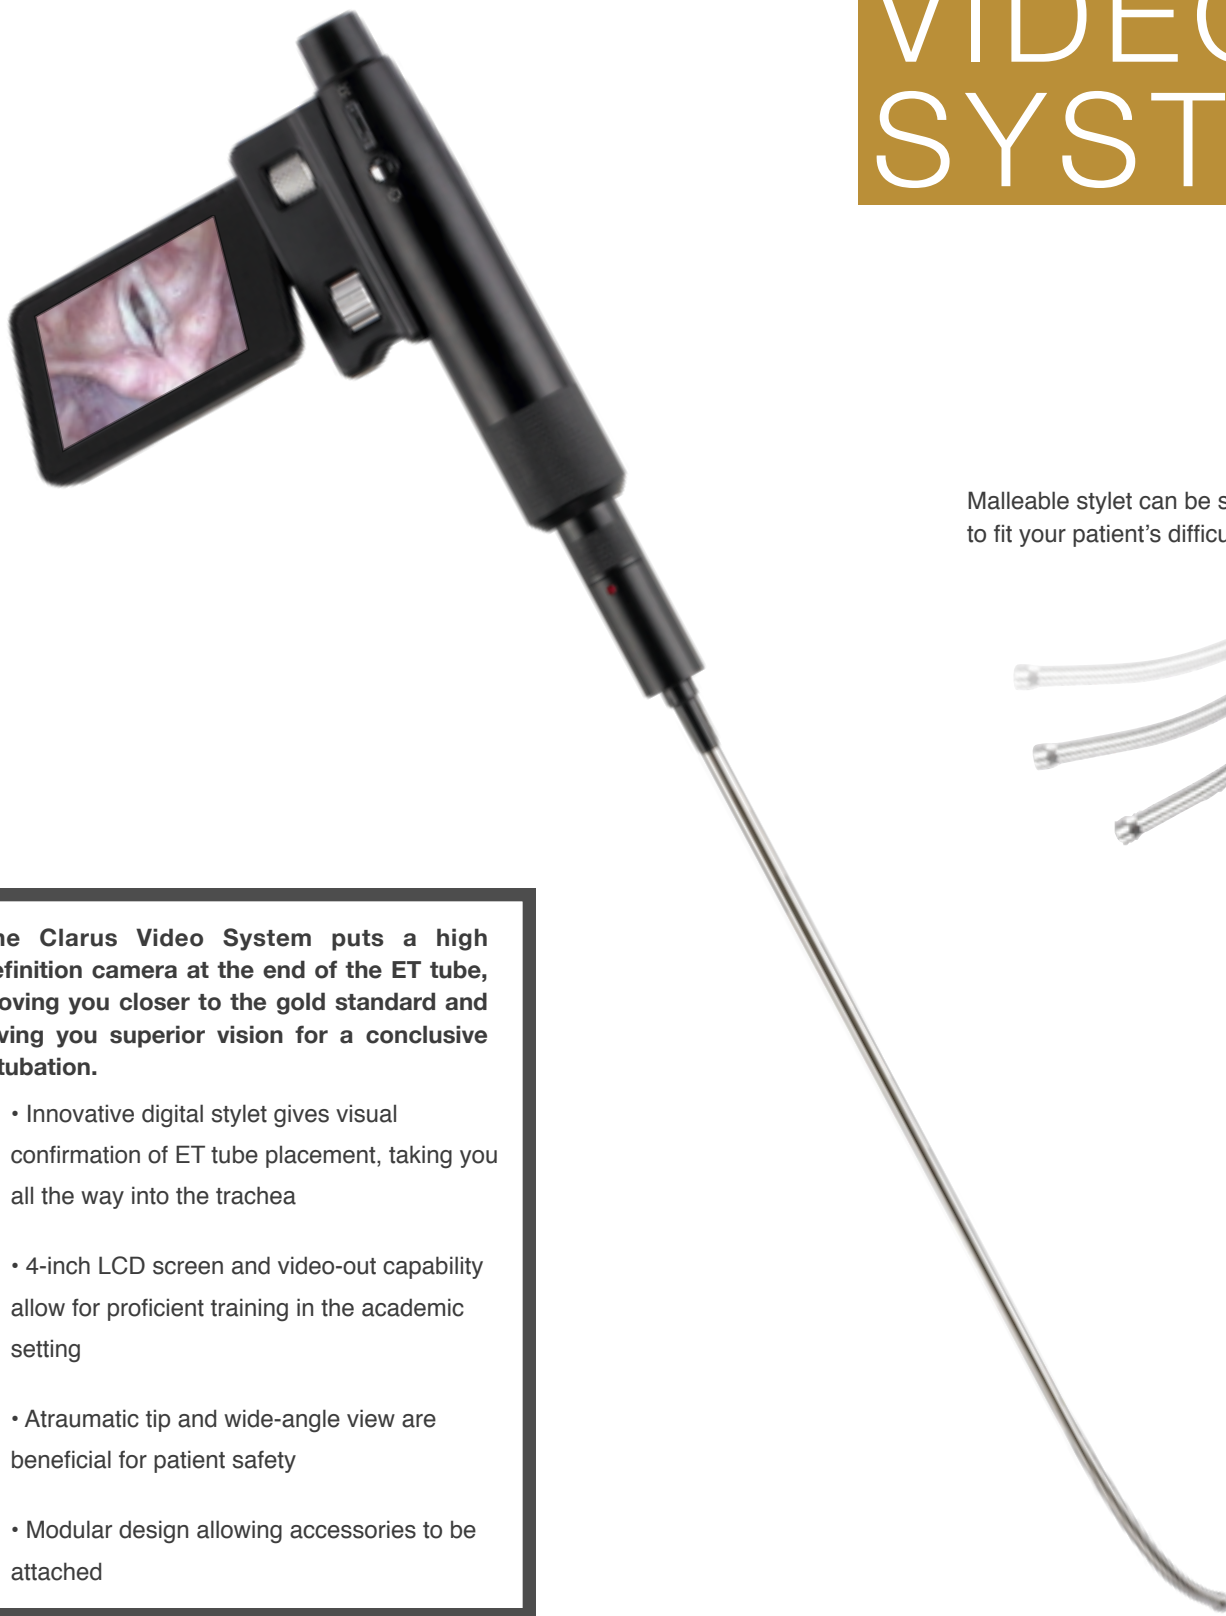 VIDEO
SYST
Malleable stylet can be s
to fit your patient’s difficu
he Clarus Video System puts a high
efinition camera at the end of the ET tube,
oving you closer to the gold standard and
ving you superior vision for a conclusive
tubation.
• Innovative digital stylet gives visual
confirmation of ET tube placement, taking you
all the way into the trachea
• 4-inch LCD screen and video-out capability
allow for proficient training in the academic
setting
• Atraumatic tip and wide-angle view are
beneficial for patient safety
• Modular design allowing accessories to be
attached